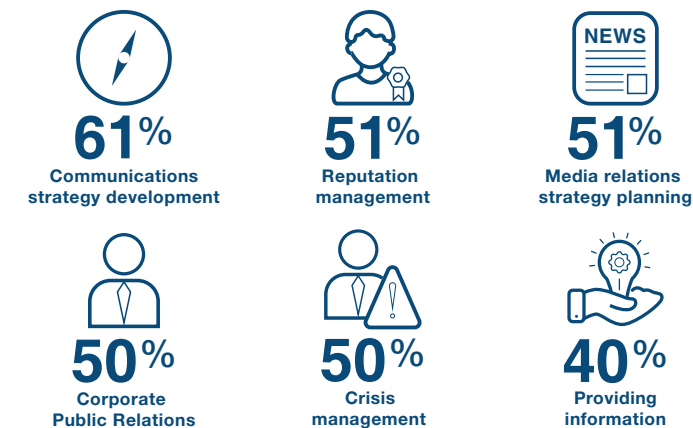 NEWS
61%
Communications
strategy development
51%
Reputation
management
51%
Media relations
strategy planning
50%
Corporate
Public Relations
50%
Crisis
management
40%
Providing
information